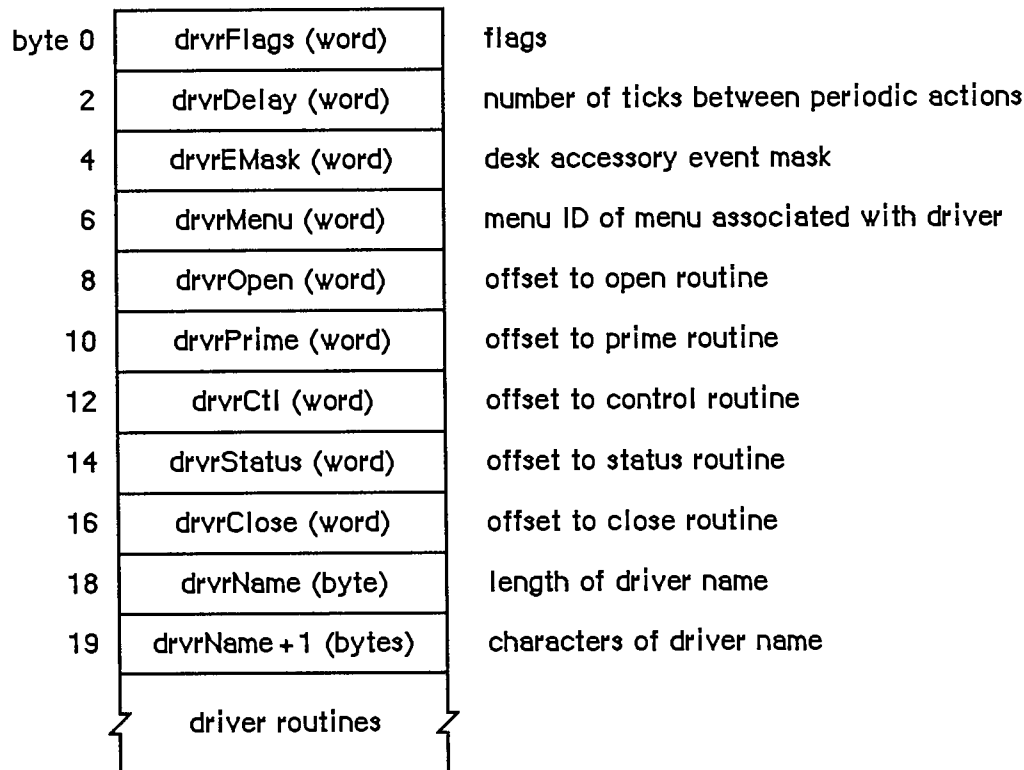 byte 0 drvrFlags (word) flags
2 drvrDelay (word) number of ticks between periodic actions
4 drvrEMask (word) desk accessory event mask
6 drvrMenu (word) menu ID of menu associated with driver
8 drvrOpen (word) offset to open routine
10 drvrPrime (word) offset to prime routine
12 drvrCtl (word) offset to control routine
14 drvrStatus (word) offset to status routine
16 drvrClose (word) offset to close routine
18 drvrName (byte) length of driver name
19 drvrName + 1 (bytes) characters of driver name
driver routines